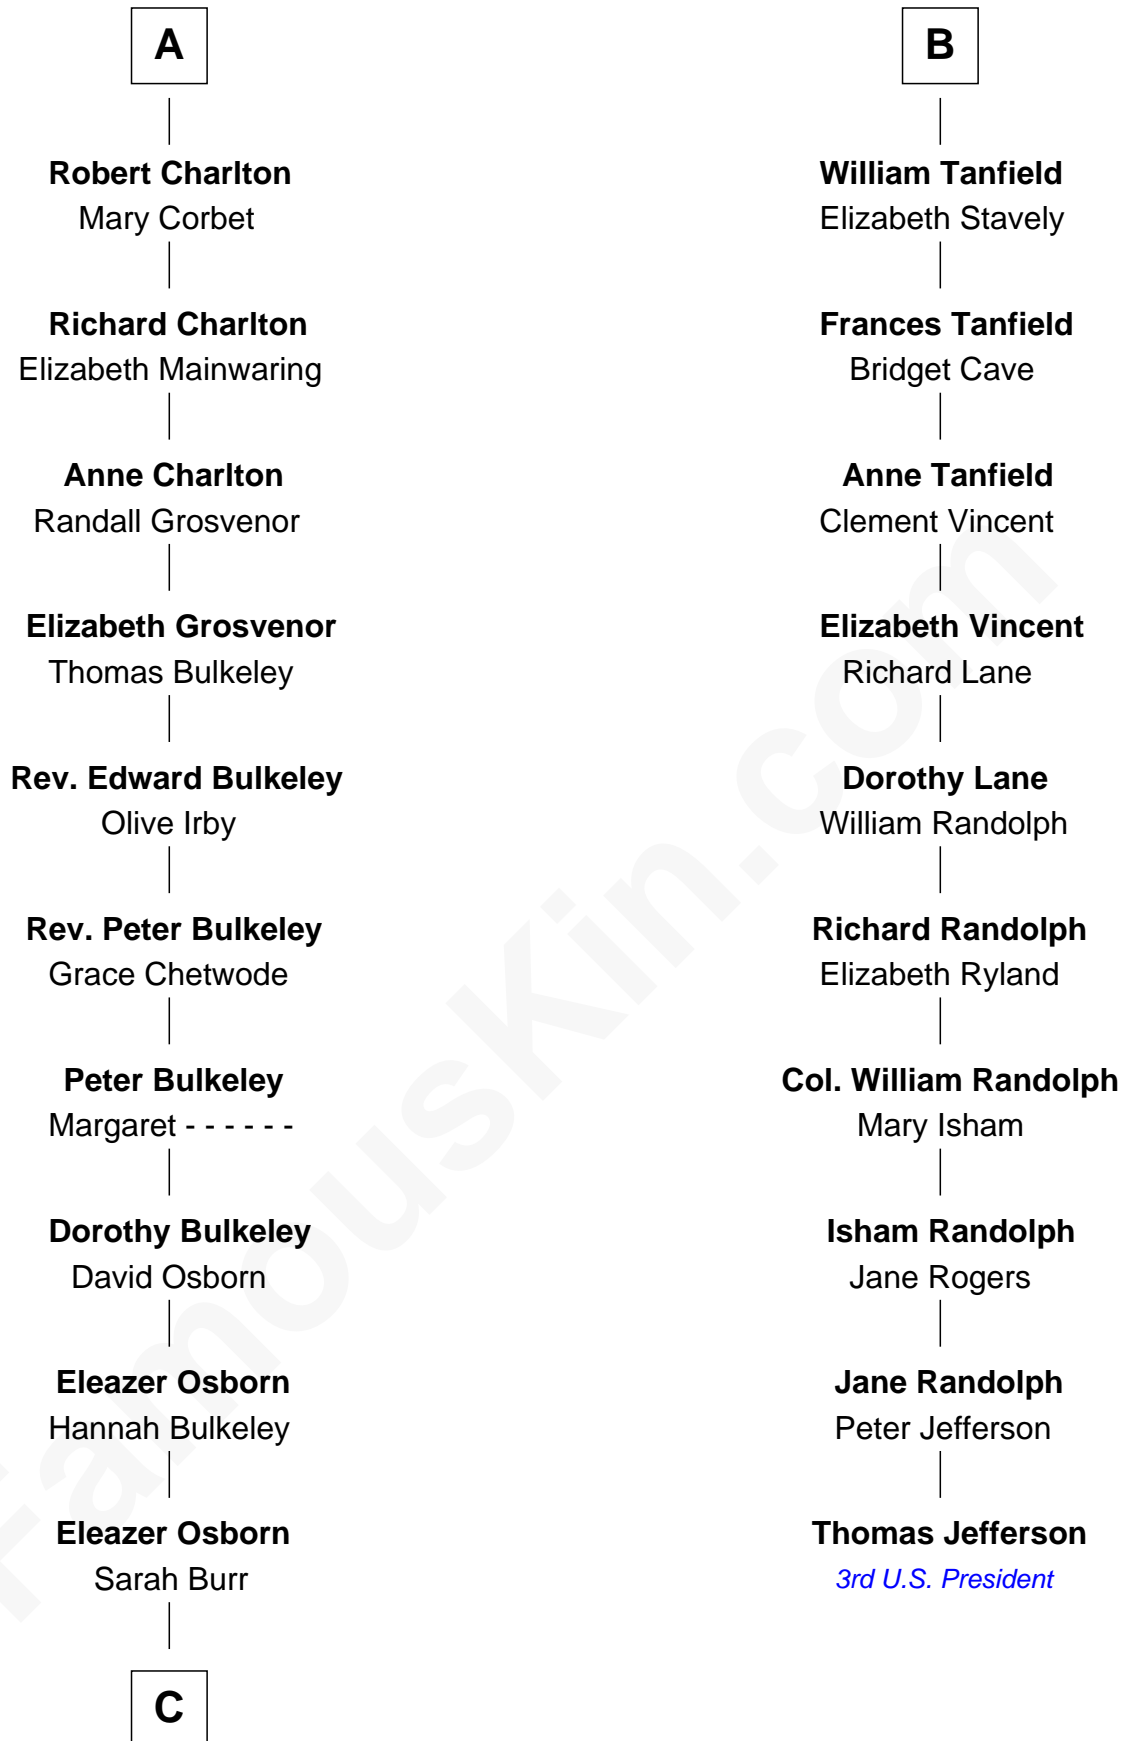 A
Robert Charlton
Mary Corbet
Richard Charlton
Elizabeth Mainwaring
Anne Charlton
Randall Grosvenor
Elizabeth Grosvenor
Thomas Bulkeley
Rev. Edward Bulkeley
Olive Irby
Rev. Peter Bulkeley
Grace Chetwode
Peter Bulkeley
Margaret - - - - - -
Dorothy Bulkeley
David Osborn
Eleazer Osborn
Hannah Bulkeley
Eleazer Osborn
Sarah Burr
C
B
William Tanfield
Elizabeth Stavely
Frances Tanfield
Bridget Cave
Anne Tanfield
Clement Vincent
Elizabeth Vincent
Richard Lane
Dorothy Lane
William Randolph
Richard Randolph
Elizabeth Ryland
Col. William Randolph
Mary Isham
Isham Randolph
Jane Rogers
Jane Randolph
Peter Jefferson
Thomas Jefferson
3rd U.S. President
FamousKin.com